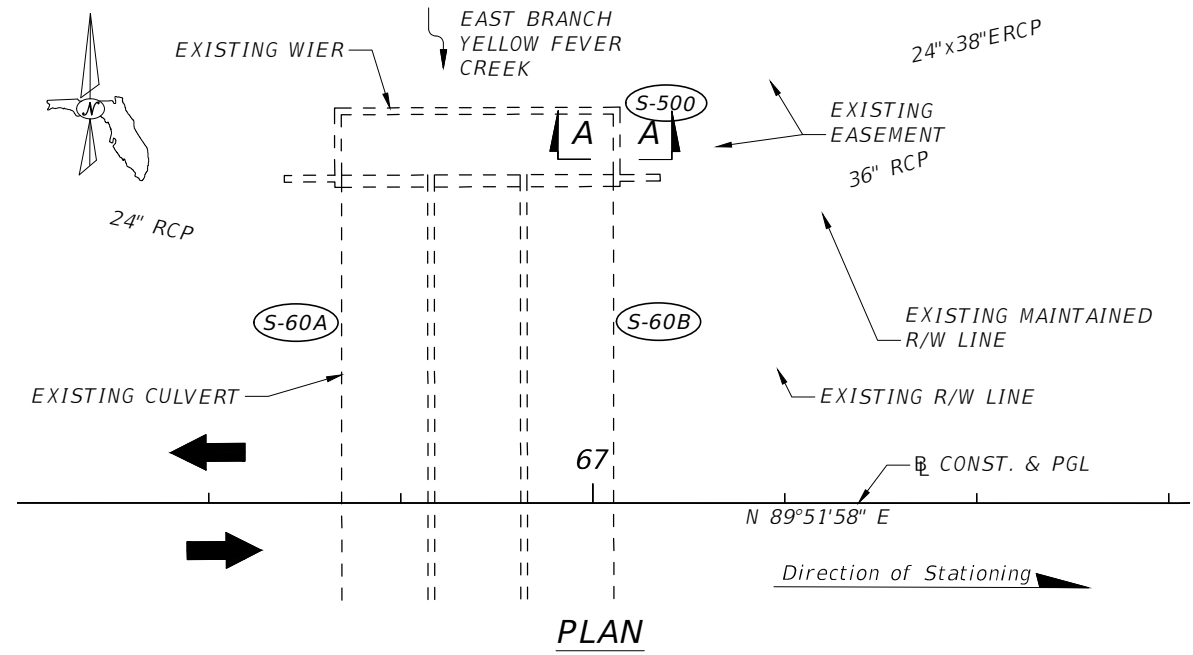 EAST BRANCH
YELLOW FEVER
CREEK
EXISTING WIER
24"x38"ERCP
S-500
EXISTING
EASEMENT
A
A
N
36" RCP
24" RCP
S-60A
S-60B
EXISTING MAINTAINED
R/W LINE
EXISTING CULVERT
EXISTING R/W LINE
67
BL CONST. & PGL
N 89°51'58" E
Direction of Stationing
PLAN